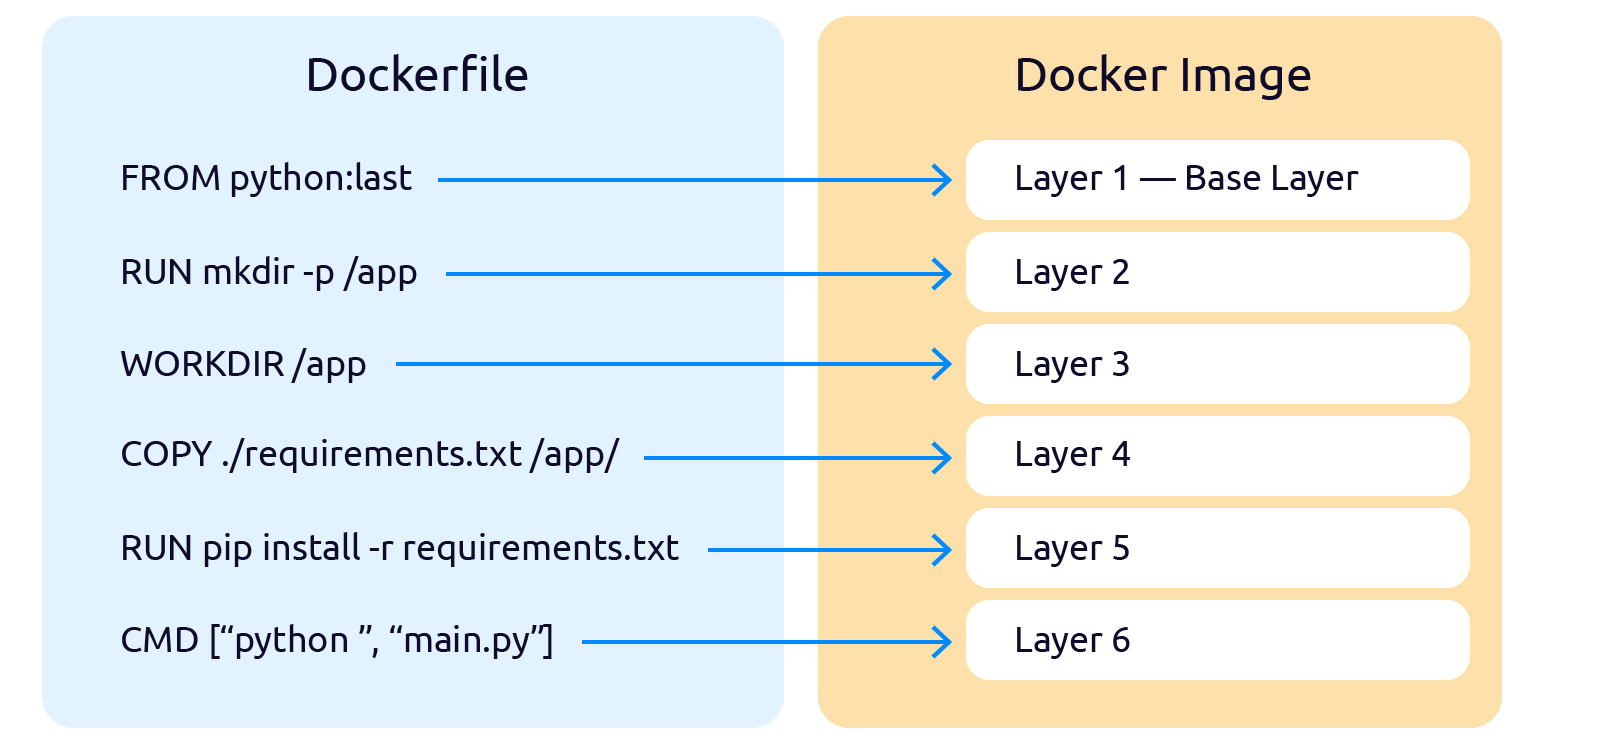 Dockerfile
FROM python:last
RUN mkdir -p /app
WORKDIR /app
COPY ./requirements.txt /app/
RUN pip install -r requirements.txt
CMD [“python ”, “main.py”]
Docker Image
Layer 1 — Base Layer
Layer 2
Layer 3
Layer 4
Layer 5
Layer 6